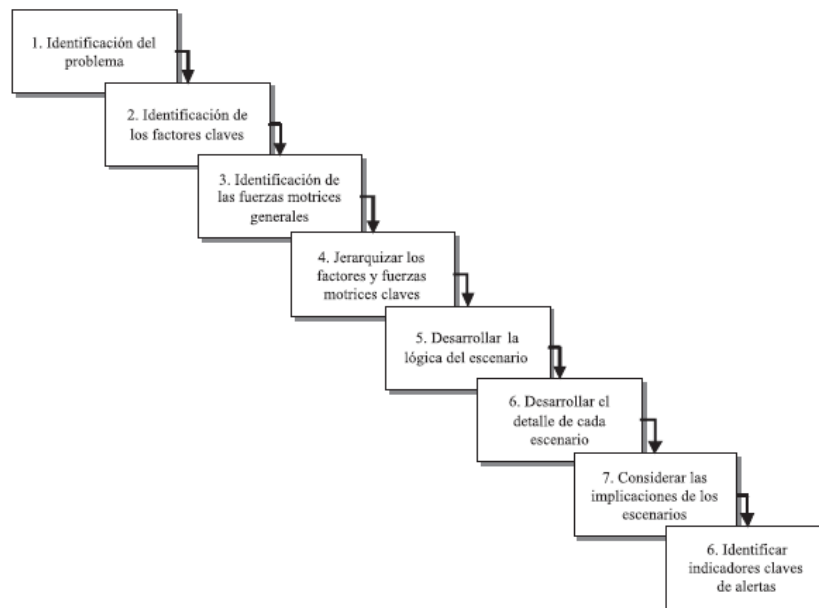 1. Identificación del
problema
2. Identificación de
los factores claves
3. Identificación de
las fuerzas motrices
generales
4. Jerarquizar los
factores y fuerzas
motrices claves
5. Desarrollar la
lógica del escenario
6. Desarrollar el
detalle de cada
escenario
7. Considerar las
implicaciones de los
escenarios
6. Identificar
indicadores claves
de alertas